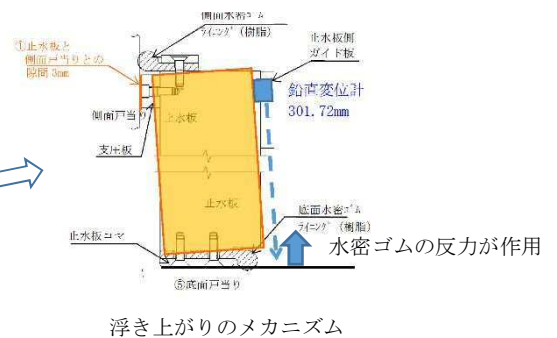 側面水密ゴム
ライニング(樹脂)
止水板側
ガイド板
①止水板と
側面戸当りとの
隙間3mm
鉛直変位計
301.72mm
側面戸当り
止水板
支圧板
止水板
底面水密ゴム
ライニング(樹脂)
止水板コマ
水密ゴムの反力が作用
⑤底面戸当り
浮き上がりのメカニズム